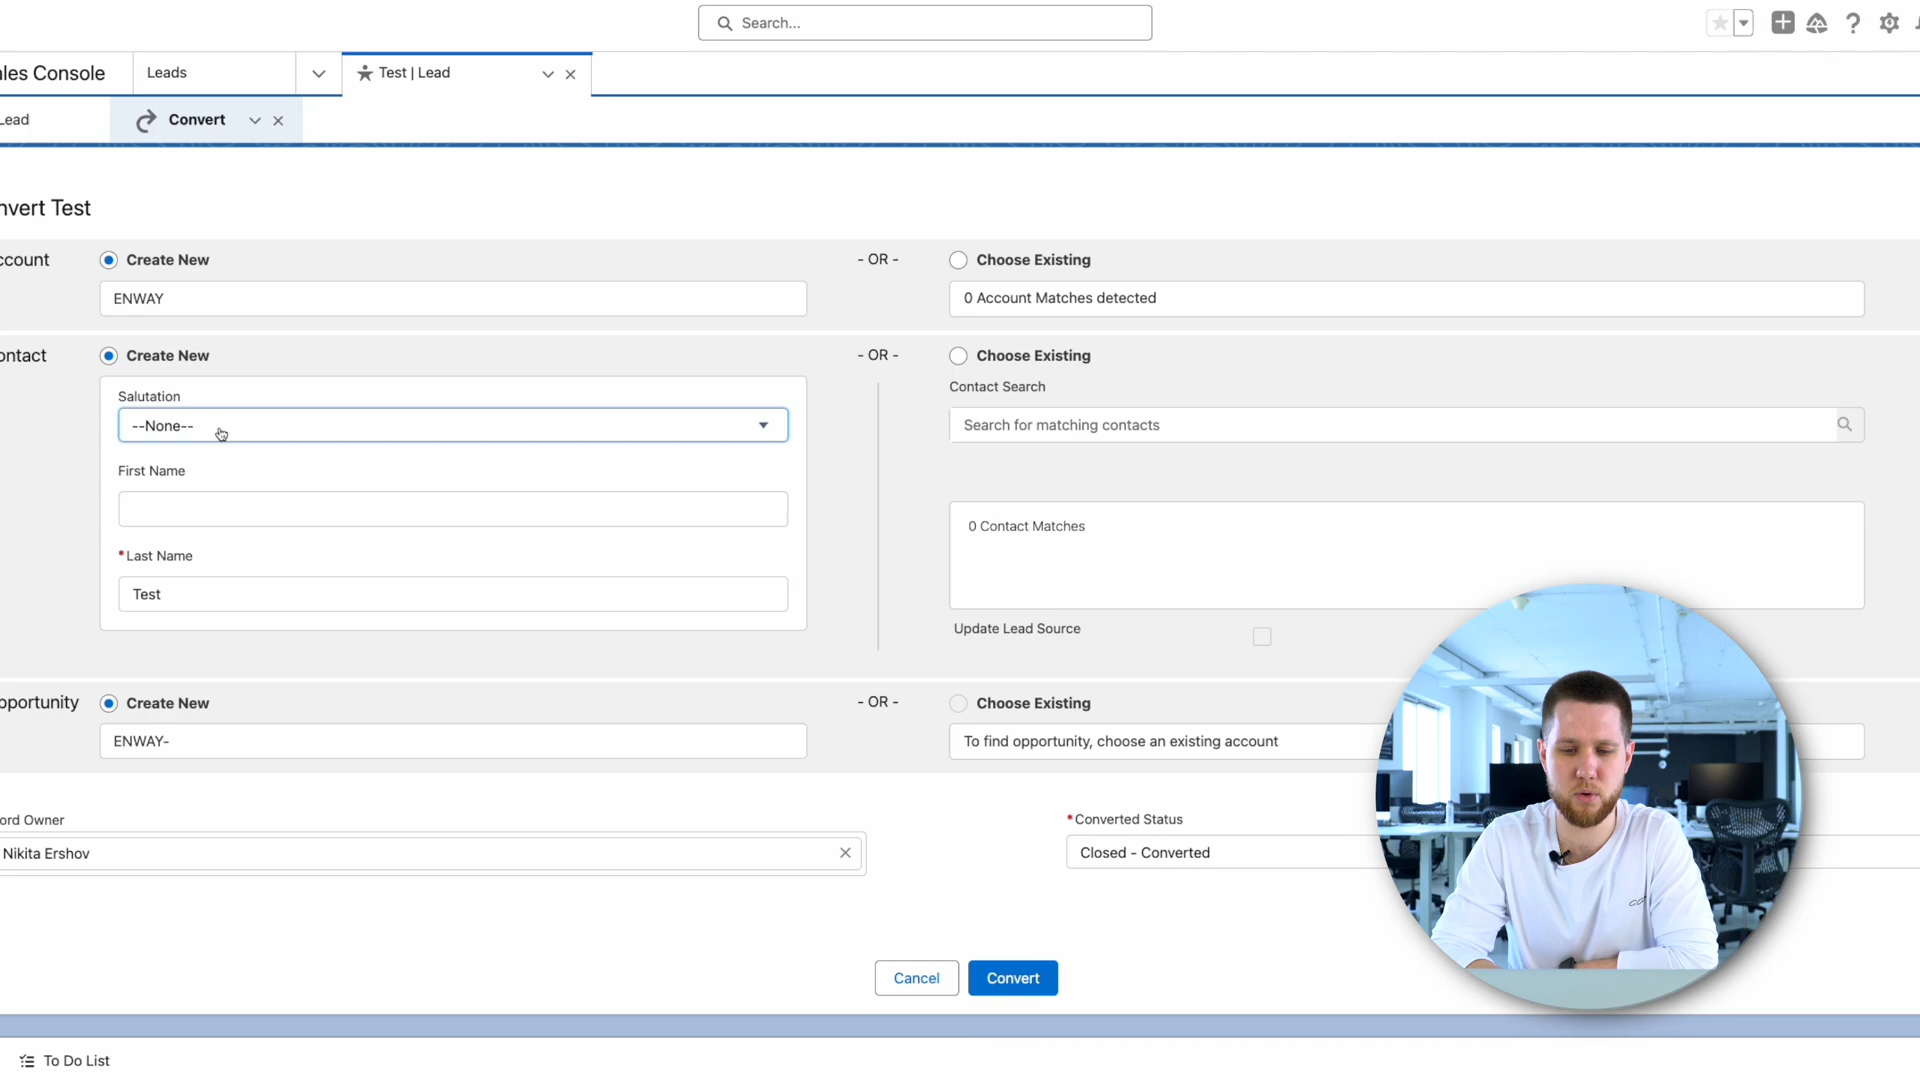 Search...
les Console
Leads
Test | Lead
Lead
Convert
nvert Test
ccount
Create New
- OR -
Choose Existing
ENWAY
0 Account Matches detected
ontact
Create New
- OR -
Choose Existing
Salutation
Contact Search
--None--
Search for matching contacts
First Name
0 Contact Matches
*Last Name
Test
Update Lead Source
pportunity
Create New
- OR -
Choose Existing
ENWAY-
To find opportunity, choose an existing account
ord Owner
*Converted Status
Nikita Ershov
Closed - Converted
Cancel
Convert
To Do List